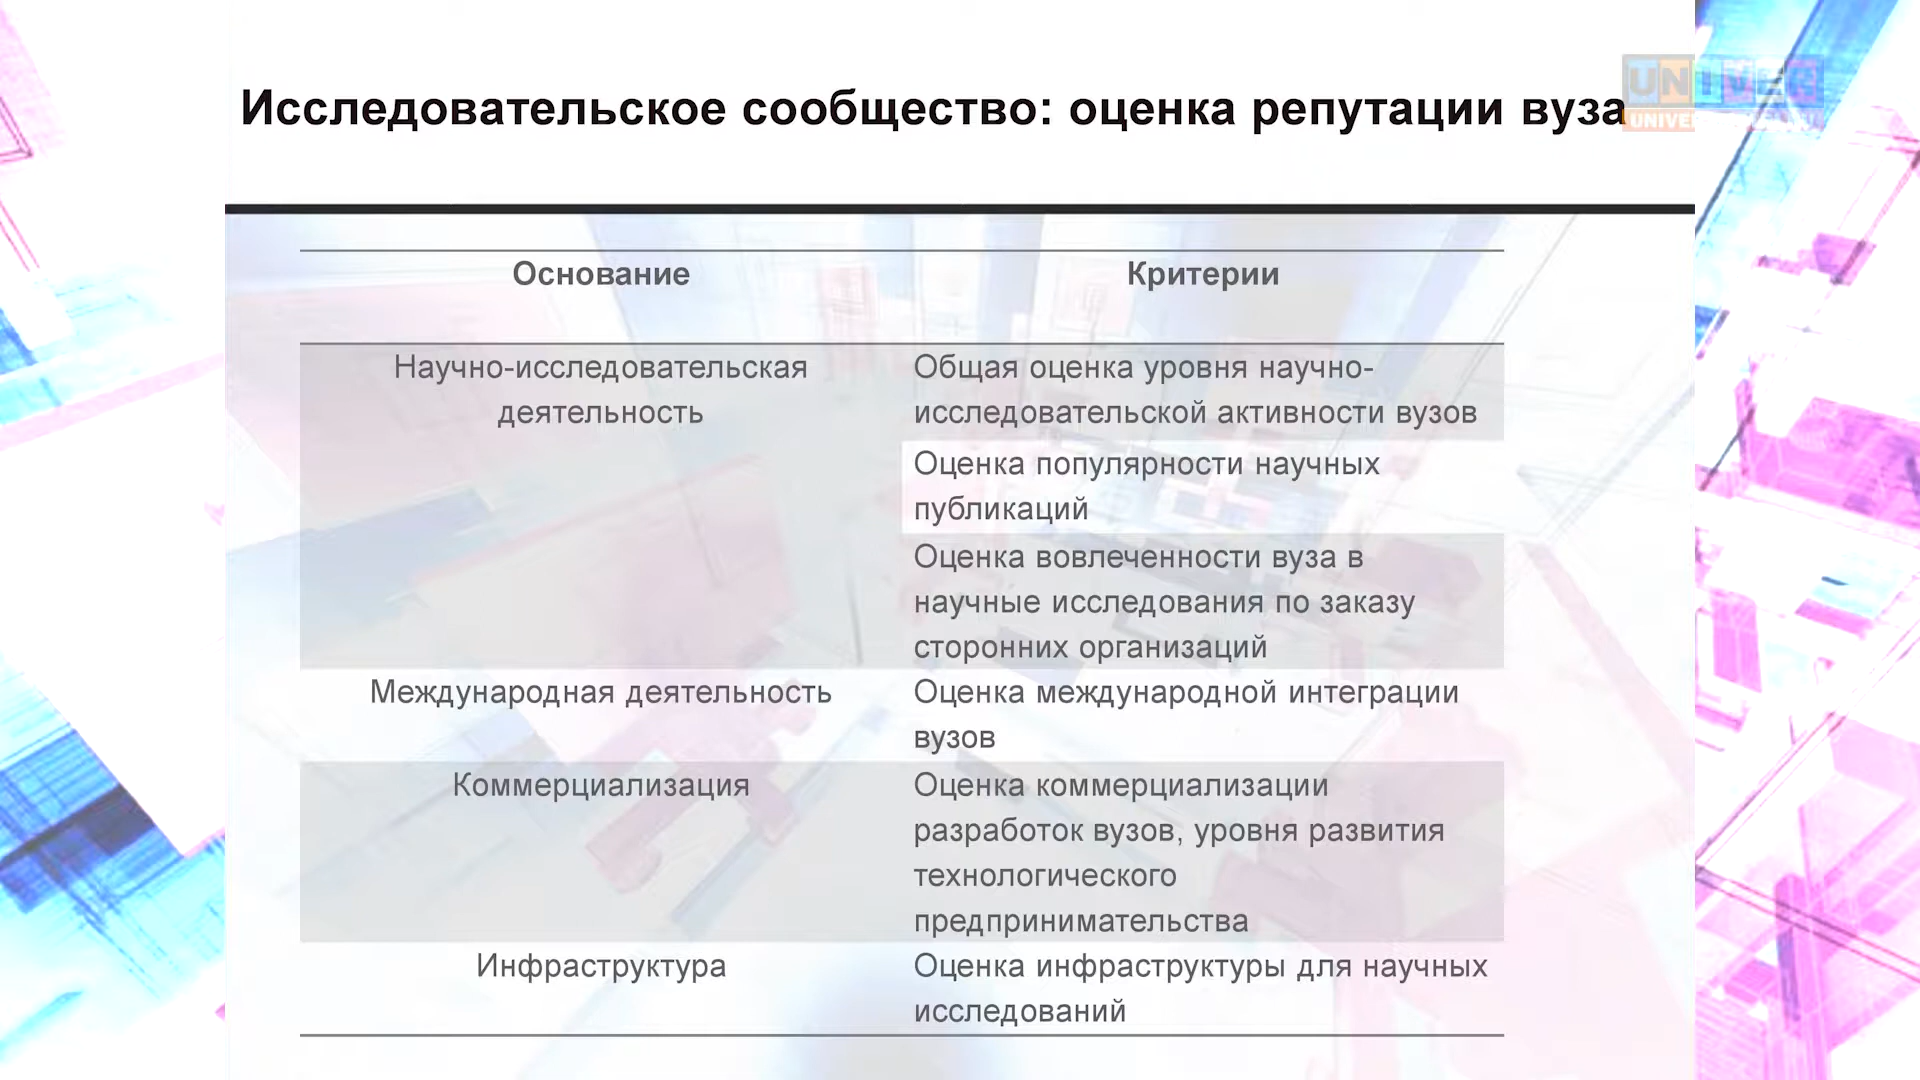 Исследовательское сообщество: оценка репутации вуза
UNIVER
Основание
Критерии
Научно-исследовательская
деятельность
Общая оценка уровня научно-
исследовательской активности вузов
Оценка популярности научных
публикаций
Оценка вовлеченности вуза в
научные исследования по заказу
сторонних организаций
Международная деятельность
Оценка международной интеграции
вузов
Коммерциализация
Оценка коммерциализации
разработок вузов, уровня развития
технологического
предпринимательства
Инфраструктура
Оценка инфраструктуры для научных
исследований